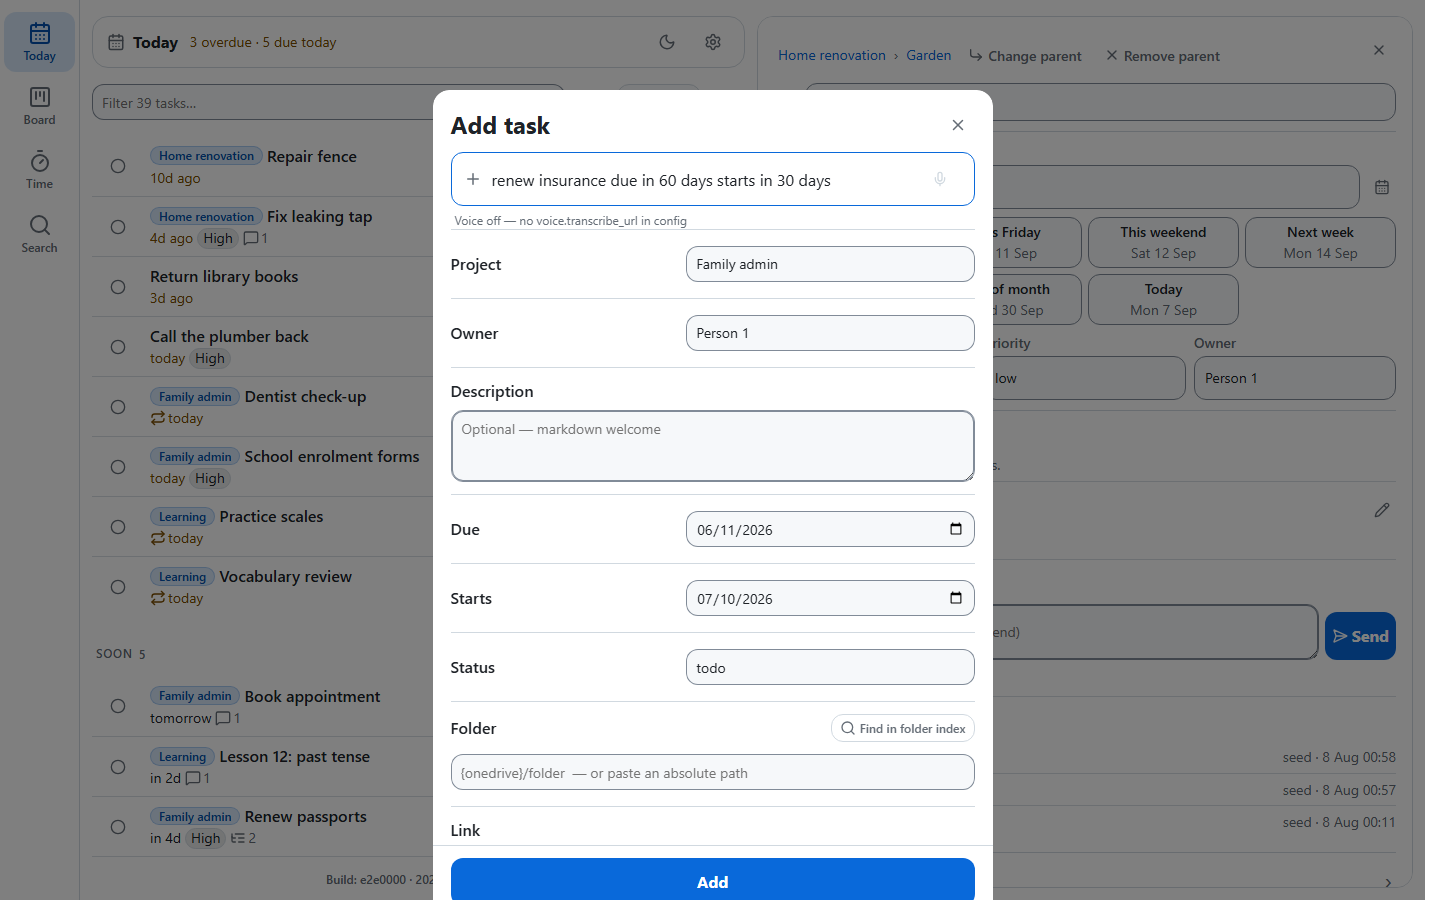 Today
Board
Time
Search
Today 3 overdue · 5 due today
Filter 39 tasks...
Home renovation Repair fence
10d ago
Home renovation Fix leaking tap
4d ago High 1
Return library books
3d ago
Call the plumber back
today High
Family admin Dentist check-up
today
Family admin School enrolment forms
today High
Learning Practice scales
today
Learning Vocabulary review
today
SOON 5
Family admin Book appointment
tomorrow 1
Learning Lesson 12: past tense
in 2d 1
Family admin Renew passports
in 4d High 2
Build: e2e0000 · 202
Add task
renew insurance due in 60 days starts in 30 days
Voice off — no voice.transcribe_url in config
Project Family admin
Owner Person 1
Description
Optional — markdown welcome
Due 06/11/2026
Starts 07/10/2026
Status todo
Folder Find in folder index
{onedrive}/folder — or paste an absolute path
Link
Add
Home renovation › Garden Change parent Remove parent
s Friday
11 Sep
This weekend
Sat 12 Sep
Next week
Mon 14 Sep
of month
30 Sep
Today
Mon 7 Sep
riority Owner
low Person 1
s.
end)
Send
seed · 8 Aug 00:58
seed · 8 Aug 00:57
seed · 8 Aug 00:11